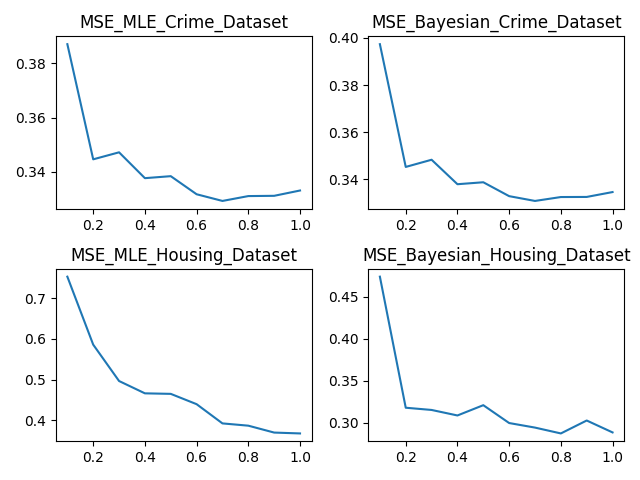 MSE_MLE_Crime_Dataset
0.38
0.36
0.34
0.2 0.4 0.6 0.8 1.0
MSE_Bayesian_Crime_Dataset
0.40
0.38
0.36
0.34
0.2 0.4 0.6 0.8 1.0
MSE_MLE_Housing_Dataset
0.7
0.6
0.5
0.4
0.2 0.4 0.6 0.8 1.0
MSE_Bayesian_Housing_Dataset
0.45
0.40
0.35
0.30
0.2 0.4 0.6 0.8 1.0